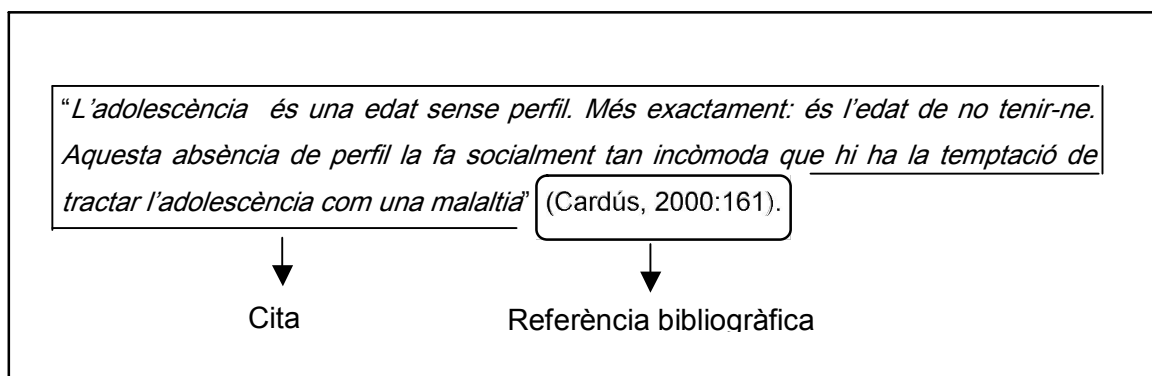 “L’adolescència és una edat sense perfil. Més exactament: és l’edat de no tenir-ne.
Aquesta absència de perfil la fa socialment tan incòmoda que hi ha la temptació de
tractar l’adolescència com una malaltia” (Cardús, 2000:161).
Cita
Referència bibliogràfica